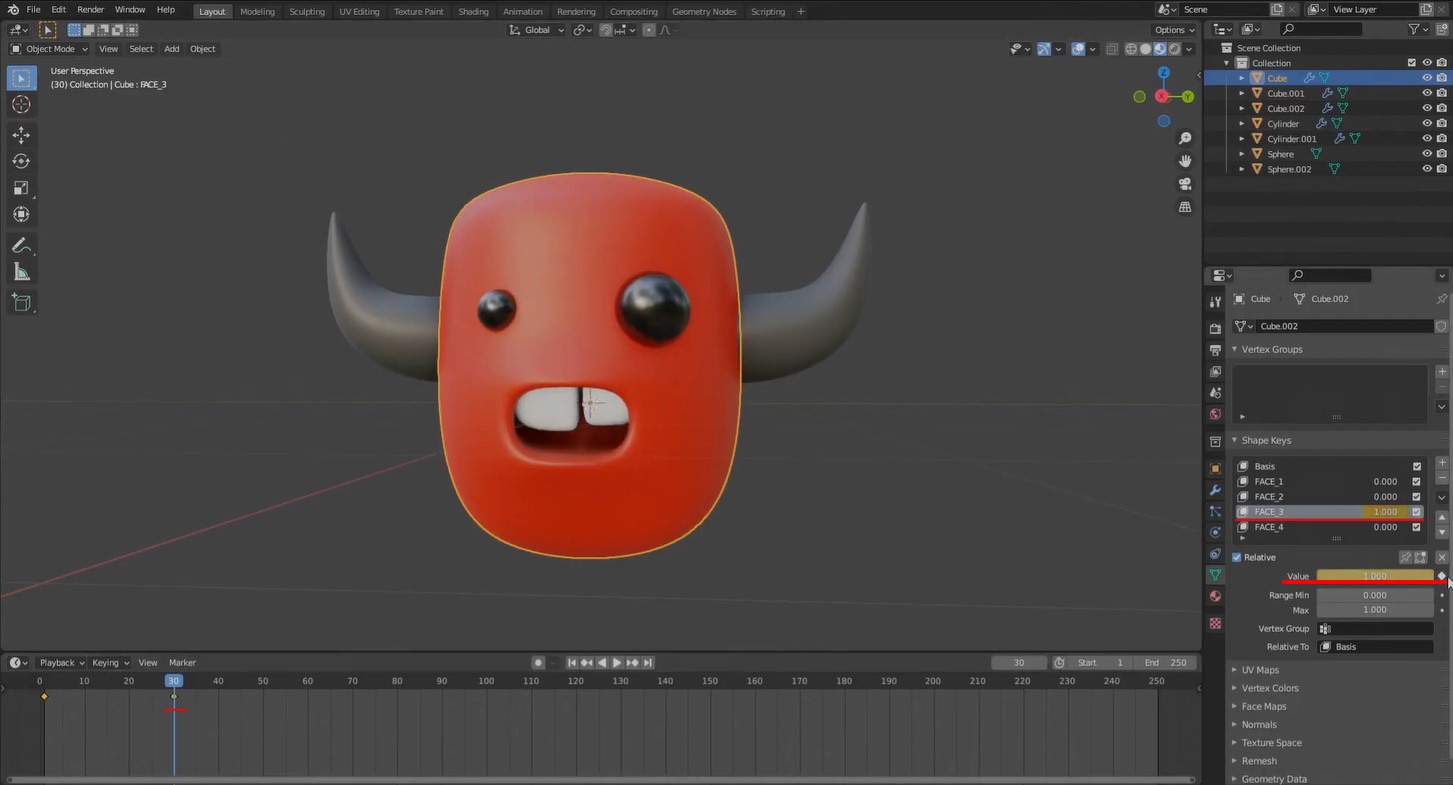 File Edit Render Window Help Layout Modeling Sculpting UV Editing Texture Paint Shading Animation Rendering Compositing Geometry Nodes Scripting + Scene View Layer
Global Options
Object Mode View Select Add Object
User Perspective
(30) Collection | Cube : FACE_3
Z
X
Y
Scene Collection
Collection
Cube
Cube.001
Cube.002
Cylinder
Cylinder.001
Sphere
Sphere.002
Cube Cube.002
Cube.002
Vertex Groups
Shape Keys
Basis
FACE_1 0.000
FACE_2 0.000
FACE_3 1.000
FACE_4 0.000
Relative
Value 1.000
Range Min 0.000
Max 1.000
Vertex Group
Relative To Basis
UV Maps
Vertex Colors
Face Maps
Normals
Texture Space
Remesh
Geometry Data
Playback Keying View Marker 30 Start 1 End 250
0 10 20 30 40 50 60 70 80 90 100 110 120 130 140 150 160 170 180 190 200 210 220 230 240 250